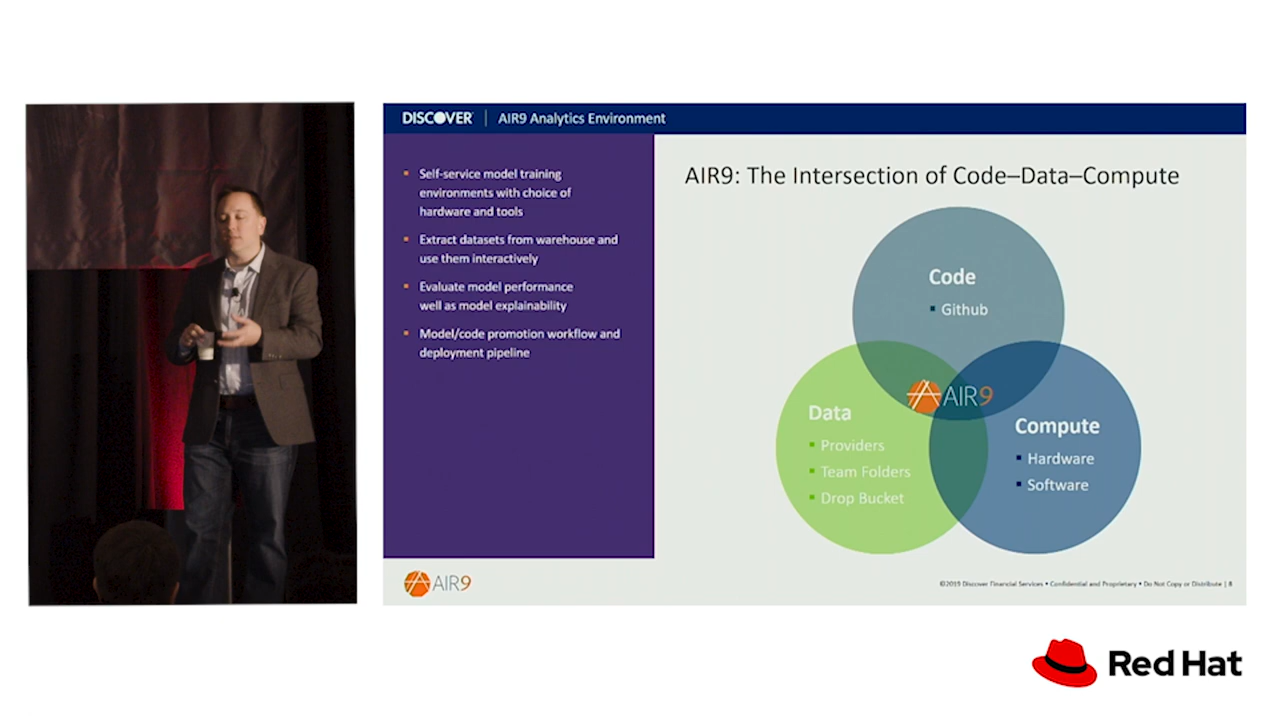 DISCOVER | AIR9 Analytics Environment
▪ Self-service model training
environments with choice of
hardware and tools
▪ Extract datasets from warehouse and
use them interactively
▪ Evaluate model performance
well as model explainability
▪ Model/code promotion workflow and
deployment pipeline
AIR9: The Intersection of Code–Data–Compute
Code
▪ Github
AIR9
Data
▪ Providers
▪ Team Folders
▪ Drop Bucket
Compute
▪ Hardware
▪ Software
AIR9
©2019 Discover Financial Services • Confidential and Proprietary • Do Not Copy or Distribute | 8
Red Hat